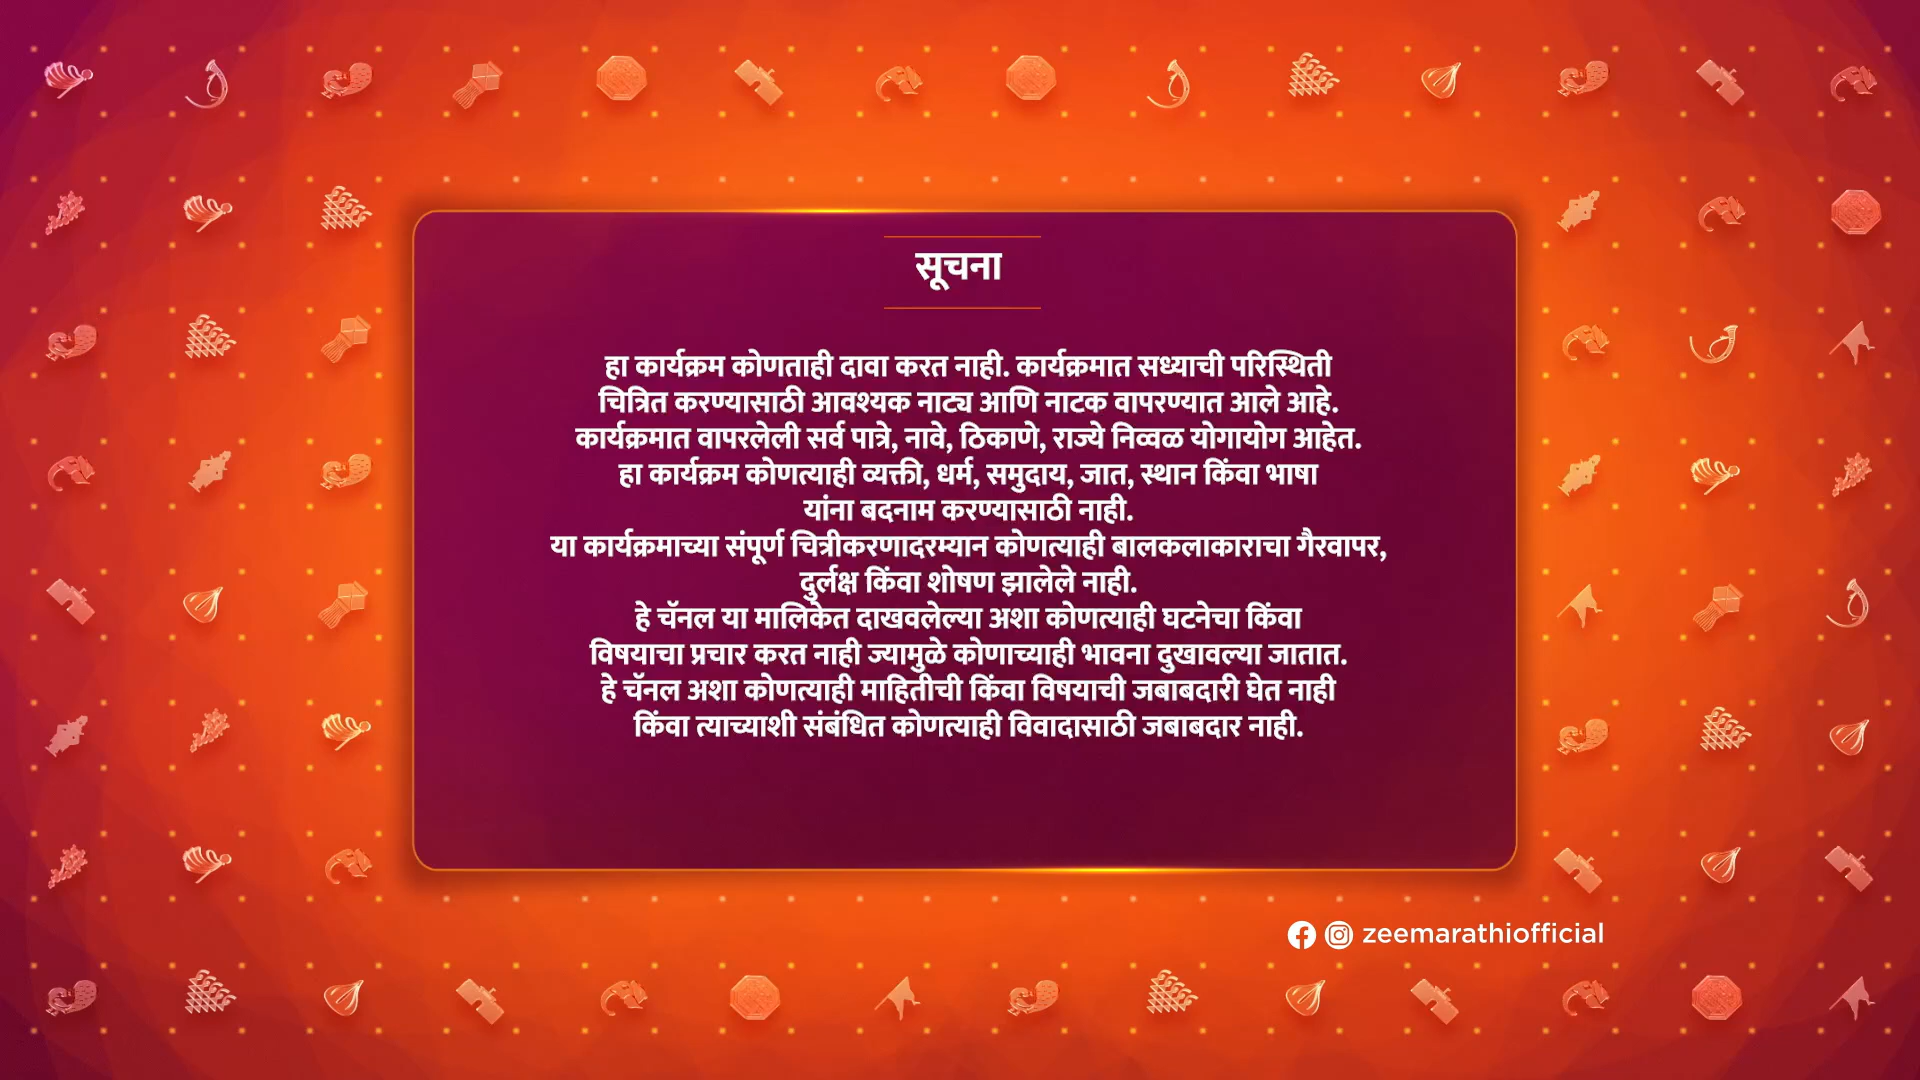 सूचना
हा कार्यक्रम कोणताही दावा करत नाही. कार्यक्रमात सध्याची परिस्थिती
चित्रित करण्यासाठी आवश्यक नाट्य आणि नाटक वापरण्यात आले आहे.
कार्यक्रमात वापरलेली सर्व पात्रे, नावे, ठिकाणे, राज्ये निव्वळ योगायोग आहेत.
हा कार्यक्रम कोणत्याही व्यक्ती, धर्म, समुदाय, जात, स्थान किंवा भाषा
यांना बदनाम करण्यासाठी नाही.
या कार्यक्रमाच्या संपूर्ण चित्रीकरणादरम्यान कोणत्याही बालकलाकाराचा गैरवापर,
दुर्लक्ष किंवा शोषण झालेले नाही.
हे चॅनल या मालिकेत दाखवलेल्या अशा कोणत्याही घटनेचा किंवा
विषयाचा प्रचार करत नाही ज्यामुळे कोणाच्याही भावना दुखावल्या जातात.
हे चॅनल अशा कोणत्याही माहितीची किंवा विषयाची जबाबदारी घेत नाही
किंवा त्याच्याशी संबंधित कोणत्याही विवादासाठी जबाबदार नाही.
zeemarathiofficial